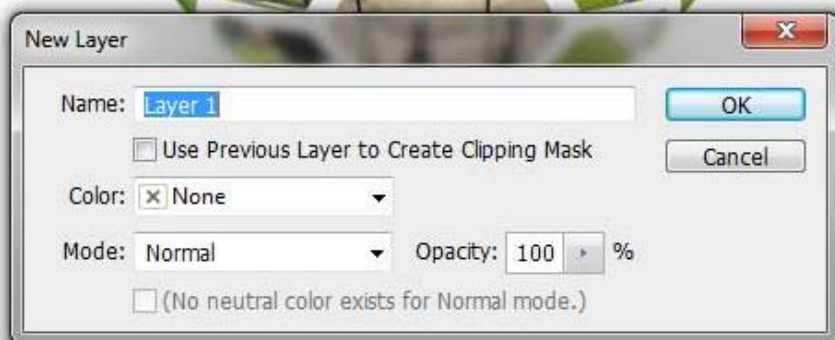 New Layer
Name: Layer 1
OK
Use Previous Layer to Create Clipping Mask
Cancel
Color: None
Mode: Normal Opacity: 100 %
(No neutral color exists for Normal mode.)